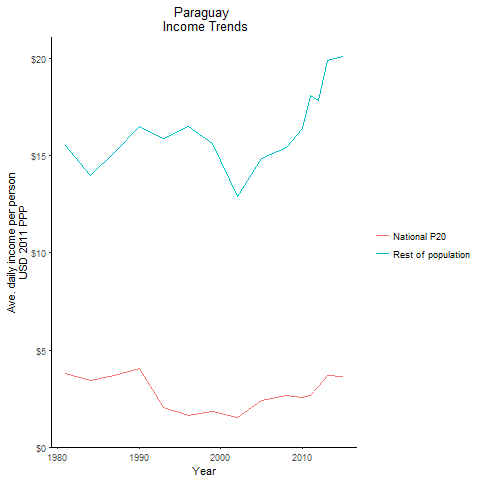 Paraguay
Income Trends
Ave. daily income per person
USD 2011 PPP
$20
$15
$10
$5
$0
1980
1990
2000
2010
Year
National P20
Rest of population